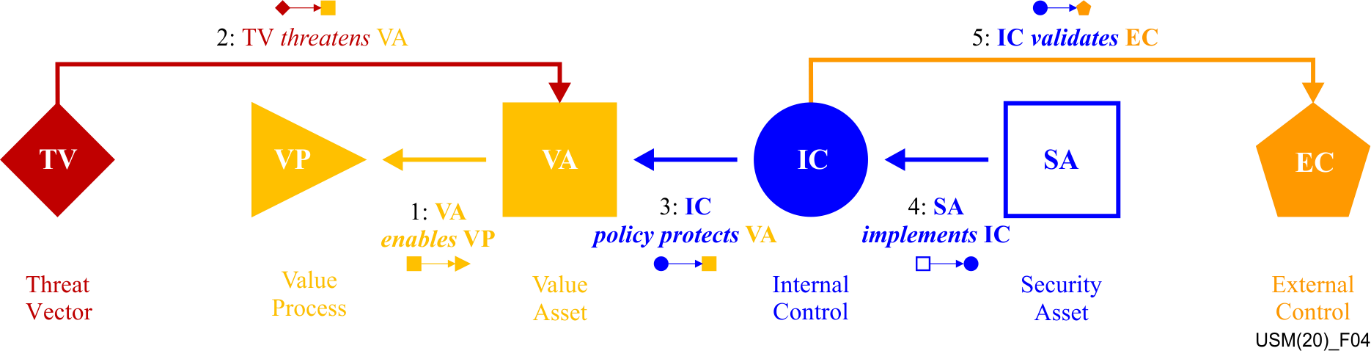 2: TV threatens VA
5: IC validates EC
TV
VP
VA
IC
SA
EC
1: VA
enables VP
3: IC
policy protects VA
4: SA
implements IC
Threat
Vector
Value
Process
Value
Asset
Internal
Control
Security
Asset
External
Control
USM(20)_F04